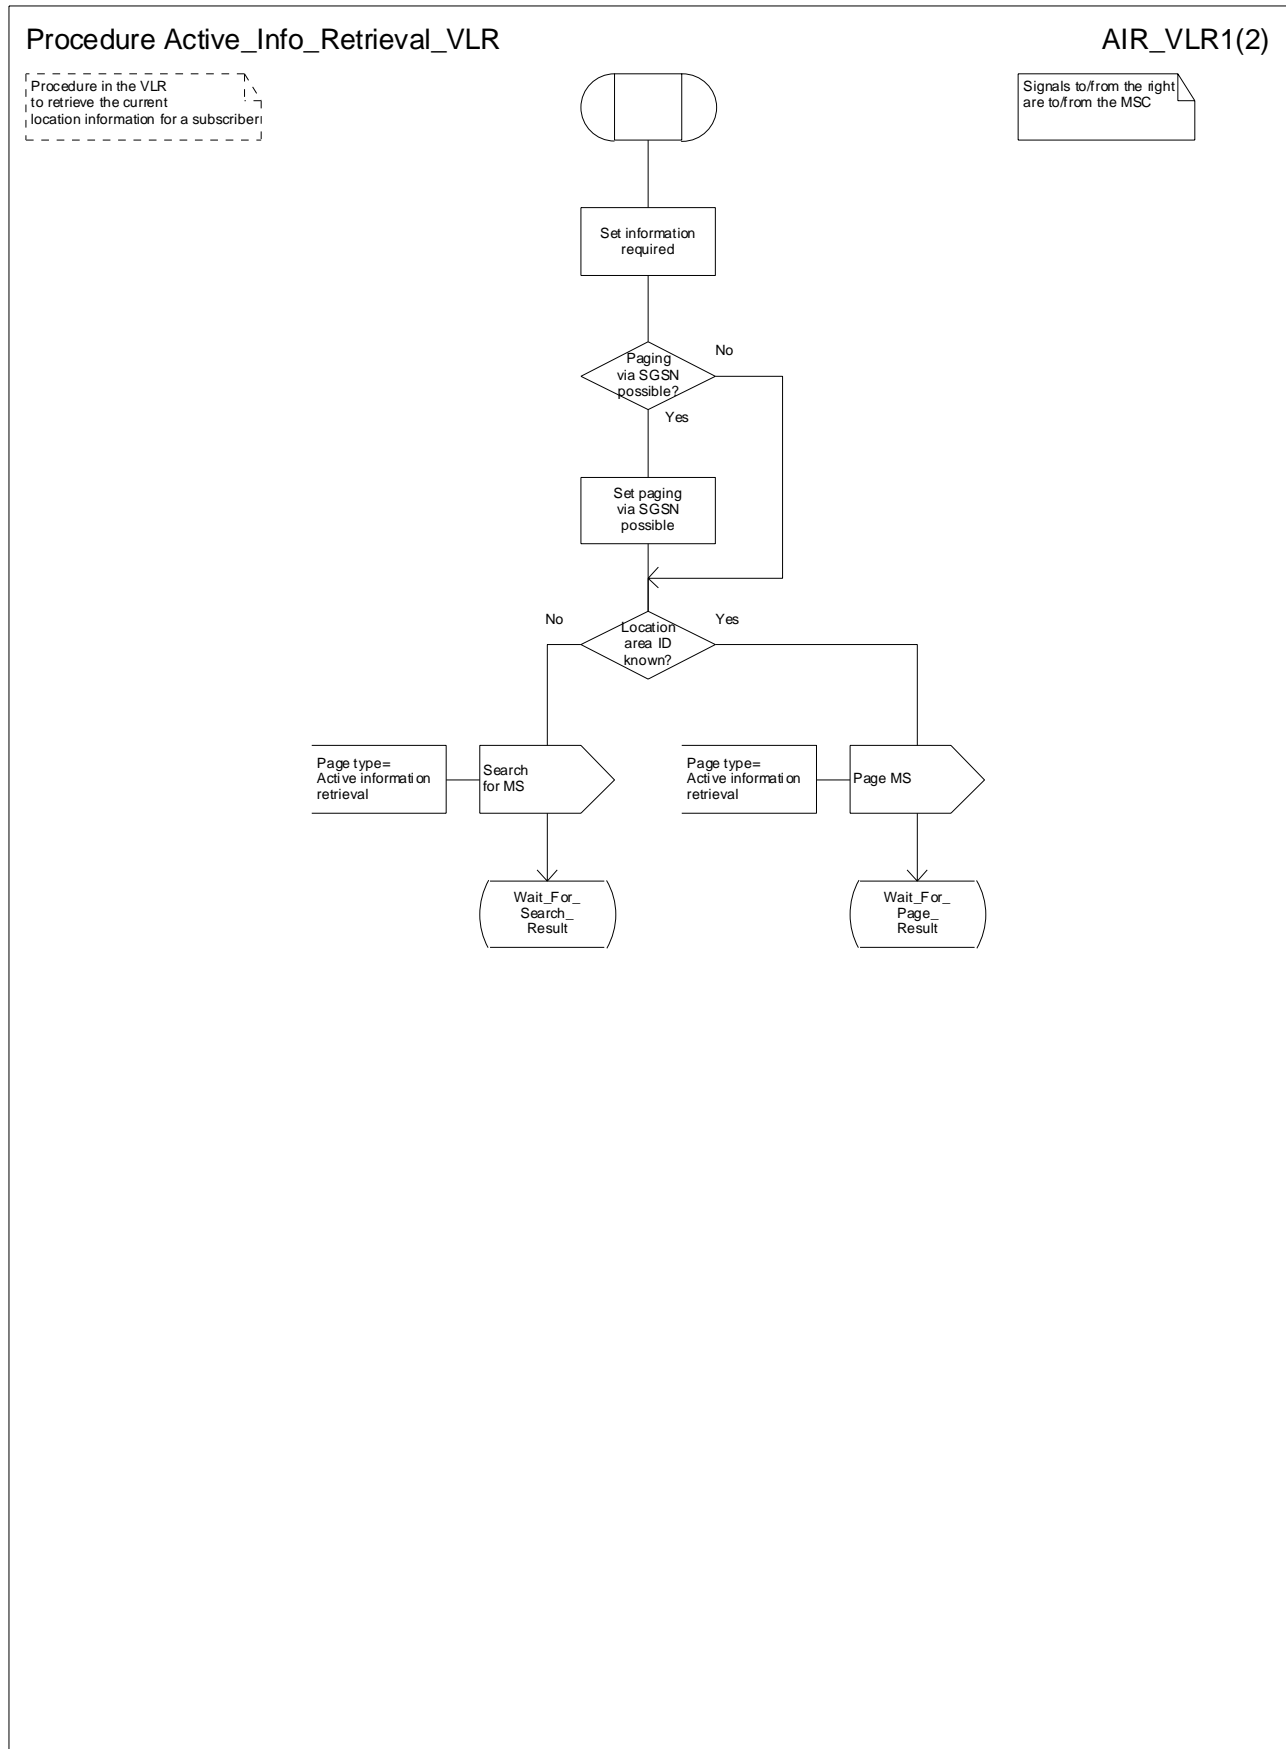 Procedure Active_Info_Retrieval_VLR
AIR_VLR1(2)
Procedure in the VLR
to retrieve the current
location information for a subscriber
Signals to/from the right
are to/from the MSC
Set information
required
Paging
via SGSN
possible?
No
Yes
Set paging
via SGSN
possible
Location
area ID
known?
No
Yes
Page type=
Active information
retrieval
Search
for MS
Page type=
Active information
retrieval
Page MS
Wait_For_
Search_
Result
Wait_For_
Page_
Result